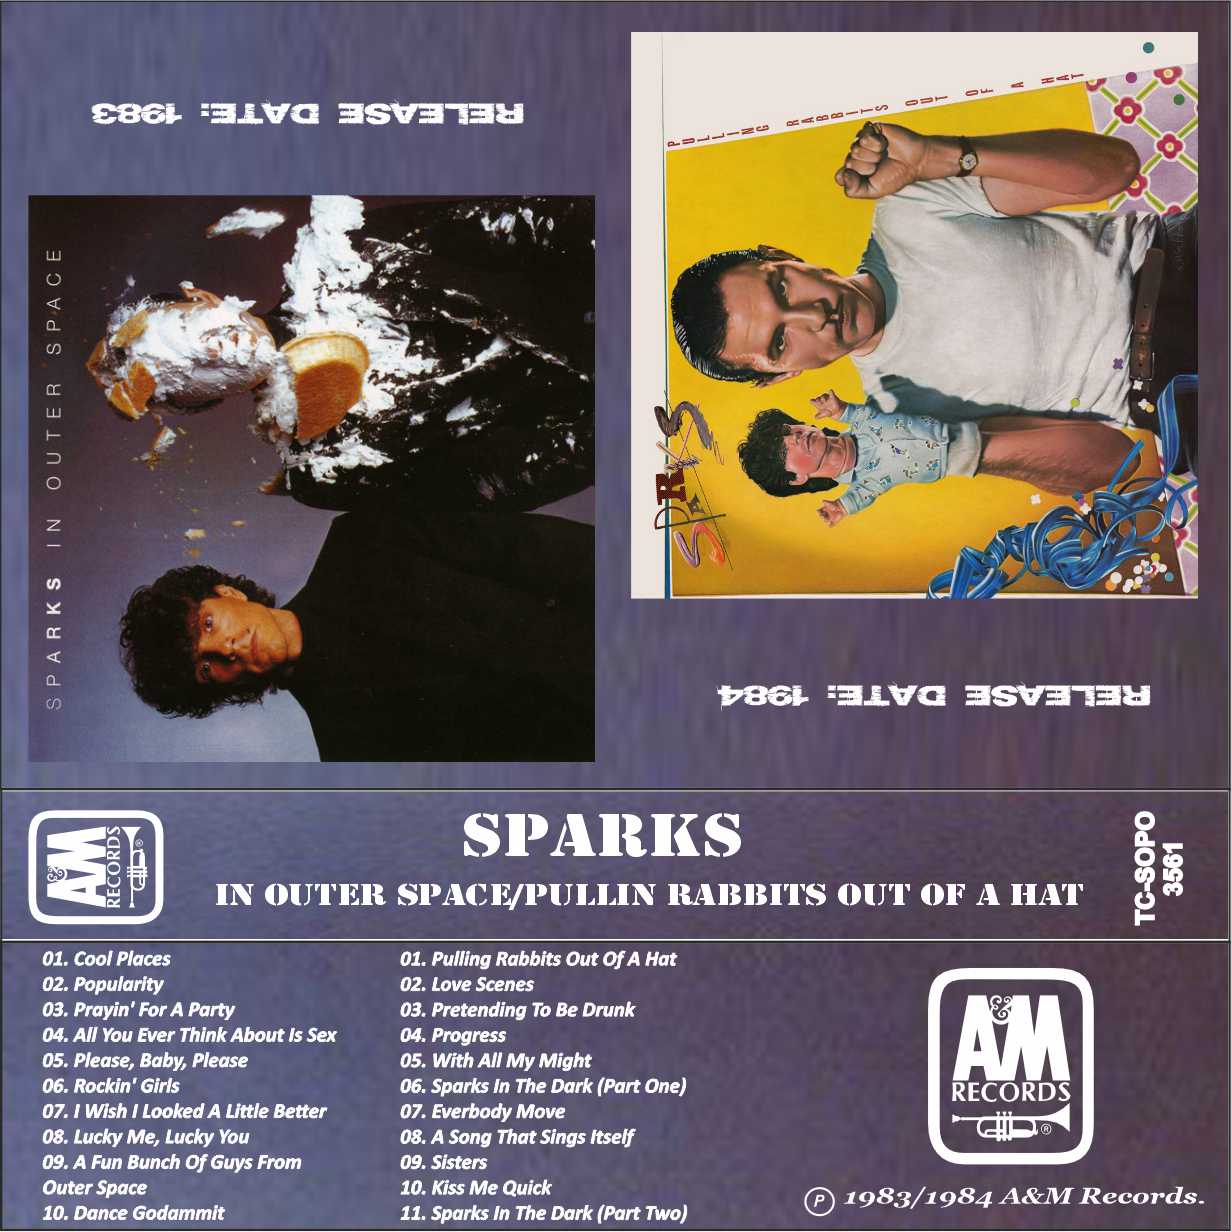 RELEASE DATE: 1983
SPARKS IN OUTER SPACE
PULLING RABBITS OUT OF A HAT
SPARKS
RELEASE DATE: 1984
A&M
RECORDS
®
SPARKS
IN OUTER SPACE/PULLIN RABBITS OUT OF A HAT
TC-SOPO
3561
01. Cool Places
02. Popularity
03. Prayin' For A Party
04. All You Ever Think About Is Sex
05. Please, Baby, Please
06. Rockin' Girls
07. I Wish I Looked A Little Better
08. Lucky Me, Lucky You
09. A Fun Bunch Of Guys From
Outer Space
10. Dance Godammit
01. Pulling Rabbits Out Of A Hat
02. Love Scenes
03. Pretending To Be Drunk
04. Progress
05. With All My Might
06. Sparks In The Dark (Part One)
07. Everbody Move
08. A Song That Sings Itself
09. Sisters
10. Kiss Me Quick
11. Sparks In The Dark (Part Two)
A&M
RECORDS
®
℗ 1983/1984 A&M Records.